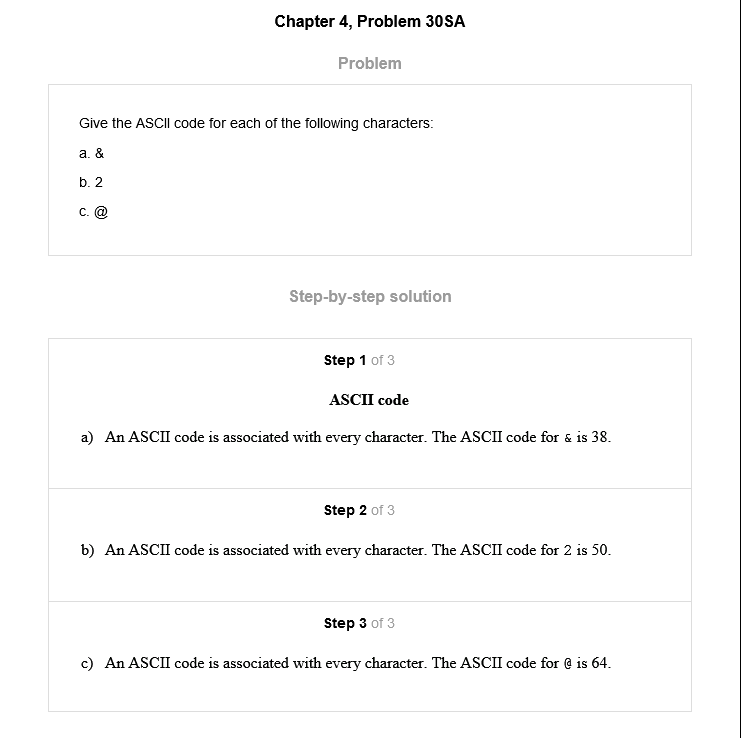 Chapter 4, Problem 30SA
Problem
Give the ASCII code for each of the following characters:
a. &
b. 2
c. @
Step-by-step solution
Step 1 of 3
ASCII code
a) An ASCII code is associated with every character. The ASCII code for & is 38.
Step 2 of 3
b) An ASCII code is associated with every character. The ASCII code for 2 is 50.
Step 3 of 3
c) An ASCII code is associated with every character. The ASCII code for @ is 64.